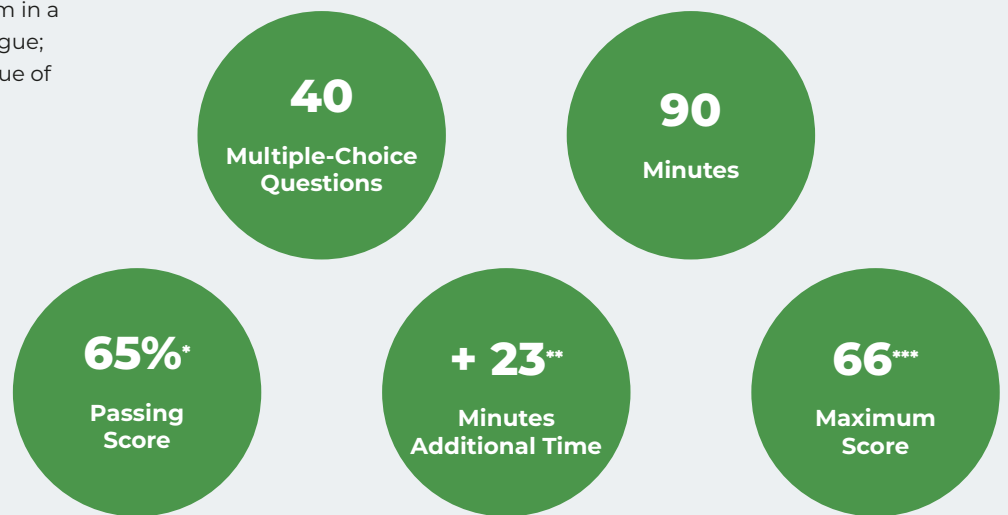 m in a
gue;
ue of
40
Multiple-Choice
Questions
90
Minutes
65%*
Passing
Score
+ 23**
Minutes
Additional Time
66***
Maximum
Score